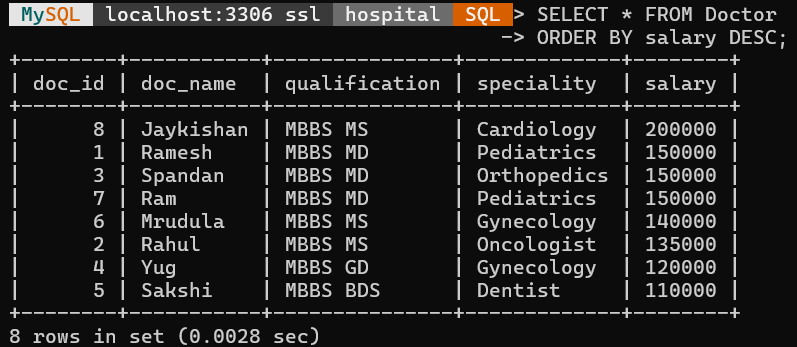 MySQL localhost:3306 ssl hospital SQL > SELECT * FROM Doctor
-> ORDER BY salary DESC;
+--------+-----------+---------------+-------------+--------+
| doc_id | doc_name  | qualification | speciality  | salary |
+--------+-----------+---------------+-------------+--------+
|      8 | Jaykishan | MBBS MS       | Cardiology  | 200000 |
|      1 | Ramesh    | MBBS MD       | Pediatrics  | 150000 |
|      3 | Spandan   | MBBS MD       | Orthopedics | 150000 |
|      7 | Ram       | MBBS MD       | Pediatrics  | 150000 |
|      6 | Mrudula   | MBBS MS       | Gynecology  | 140000 |
|      2 | Rahul     | MBBS MS       | Oncologist  | 135000 |
|      4 | Yug       | MBBS GD       | Gynecology  | 120000 |
|      5 | Sakshi    | MBBS BDS      | Dentist     | 110000 |
+--------+-----------+---------------+-------------+--------+
8 rows in set (0.0028 sec)